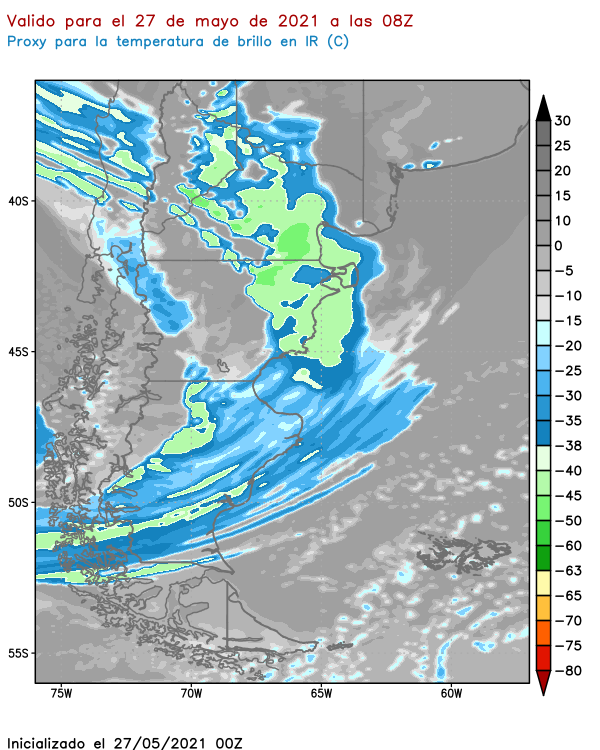 Valido para el 27 de mayo de 2021 a las 08Z
Proxy para la temperatura de brillo en IR (C)
30
25
20
15
10
0
-5
-10
-15
-20
-25
-30
-35
-38
-40
-45
-50
-60
-63
-65
-70
-75
-80
40S
45S
50S
55S
75W
70W
65W
60W
Inicializado el 27/05/2021 00Z